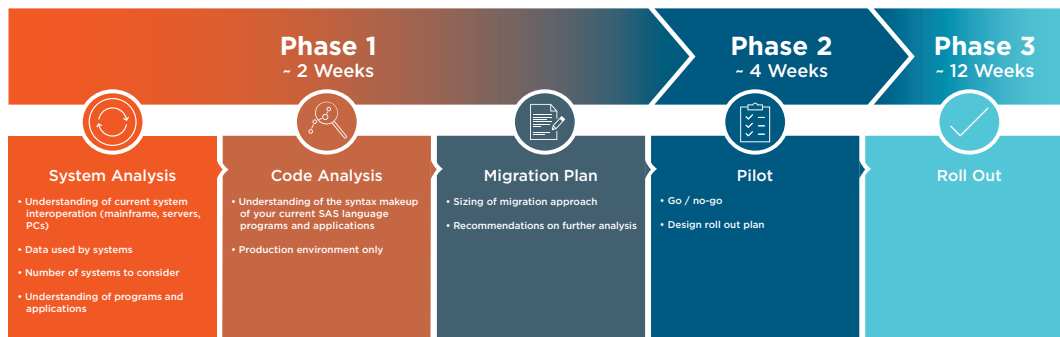 Phase 1
~ 2 Weeks
Phase 2
~ 4 Weeks
Phase 3
~ 12 Weeks
System Analysis
• Understanding of current system
interoperation (mainframe, servers,
PCs)
• Data used by systems
• Number of systems to consider
• Understanding of programs and
applications
Code Analysis
• Understanding of the syntax makeup
of your current SAS language
programs and applications
• Production environment only
Migration Plan
• Sizing of migration approach
• Recommendations on further analysis
Pilot
• Go / no-go
• Design roll out plan
Roll Out